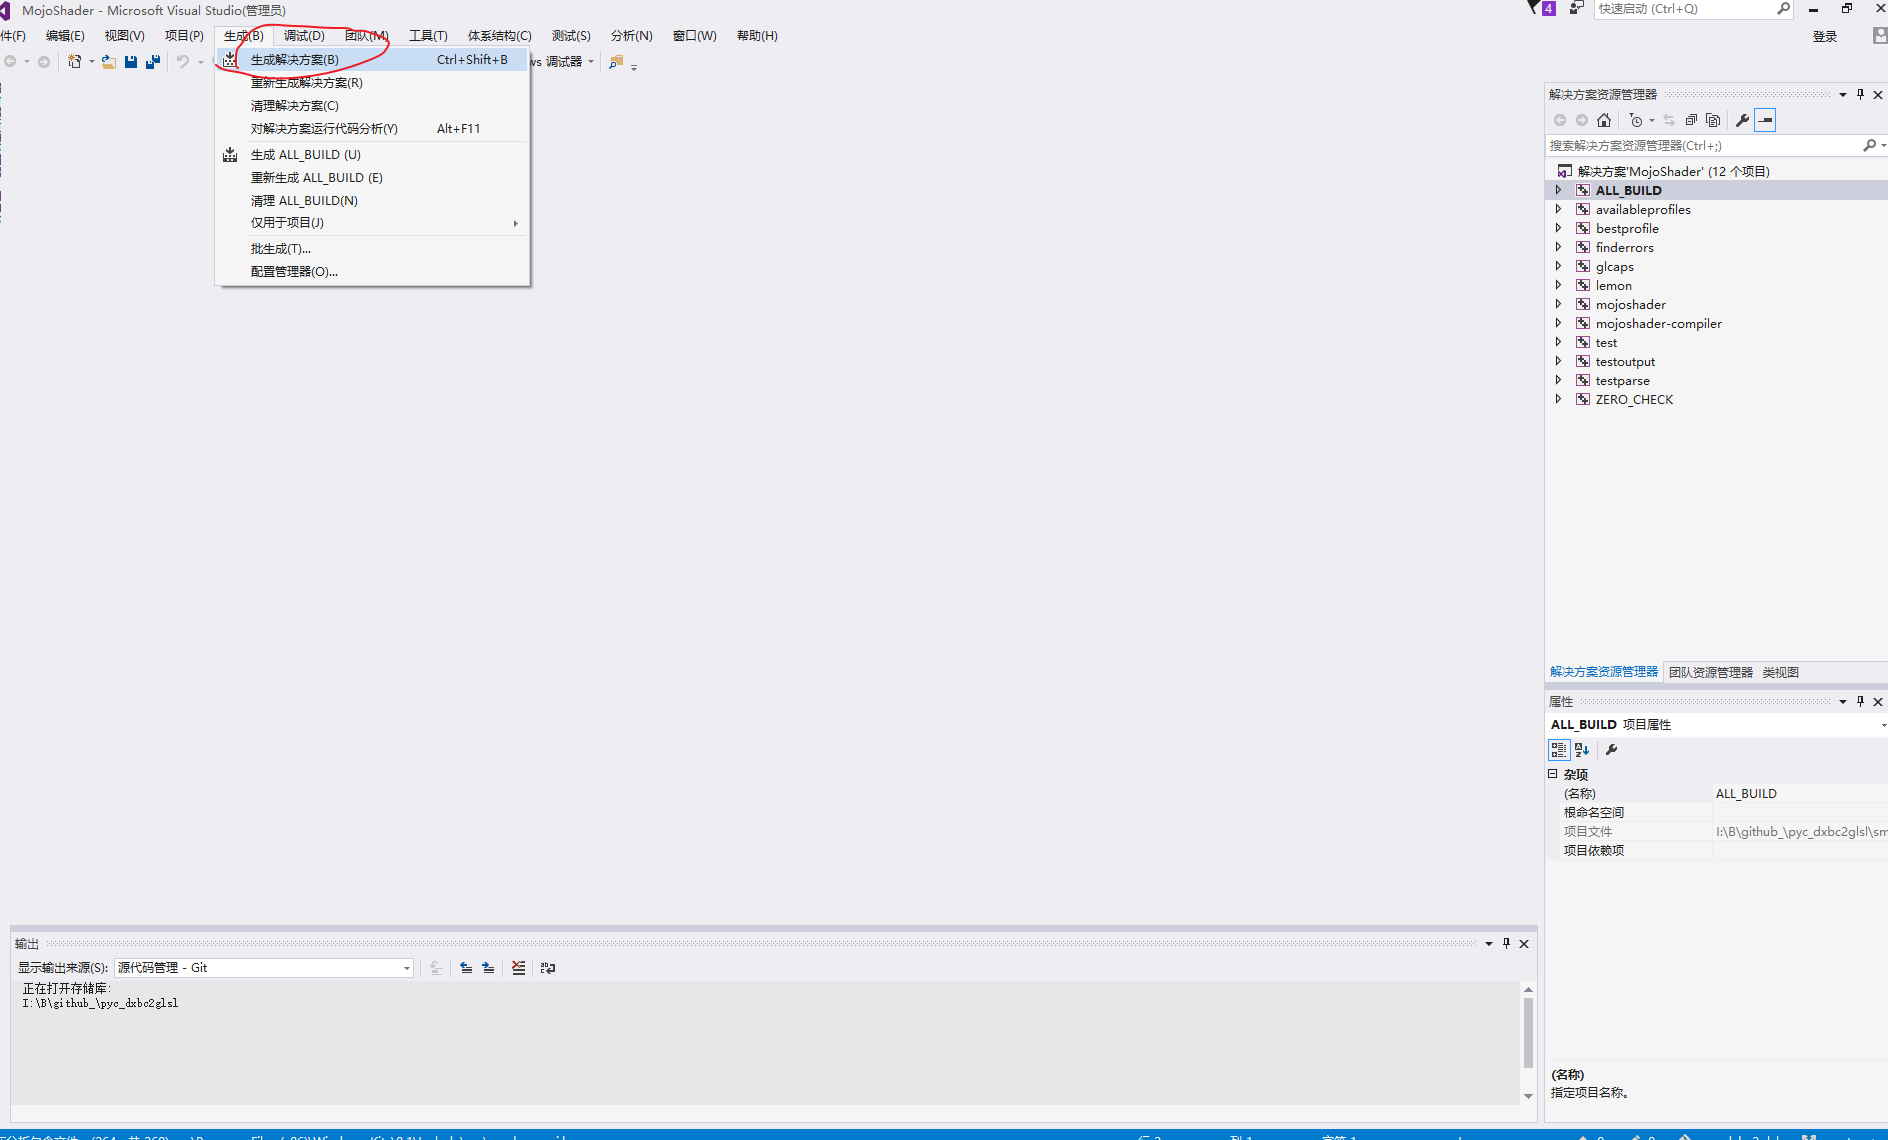 MojoShader - Microsoft Visual Studio(管理员)
4
快速启动 (Ctrl+Q)
件(F) 编辑(E) 视图(V) 项目(P) 生成(B) 调试(D) 团队(M) 工具(T) 体系结构(C) 测试(S) 分析(N) 窗口(W) 帮助(H)
登录
ws 调试器
生成解决方案(B) Ctrl+Shift+B
重新生成解决方案(R)
清理解决方案(C)
对解决方案运行代码分析(Y) Alt+F11
生成 ALL_BUILD (U)
重新生成 ALL_BUILD (E)
清理 ALL_BUILD(N)
仅用于项目(J)
批生成(T)...
配置管理器(O)...
解决方案资源管理器
搜索解决方案资源管理器(Ctrl+;)
解决方案'MojoShader' (12 个项目)
ALL_BUILD
availableprofiles
bestprofile
finderrors
glcaps
lemon
mojoshader
mojoshader-compiler
test
testoutput
testparse
ZERO_CHECK
解决方案资源管理器 团队资源管理器 类视图
属性
ALL_BUILD 项目属性
杂项
(名称) ALL_BUILD
根命名空间
项目文件 I:\B\github_\pyc_dxbc2glsl\sm
项目依赖项
(名称)
指定项目名称。
输出
显示输出来源(S): 源代码管理 - Git
正在打开存储库:
I:\B\github_\pyc_dxbc2glsl